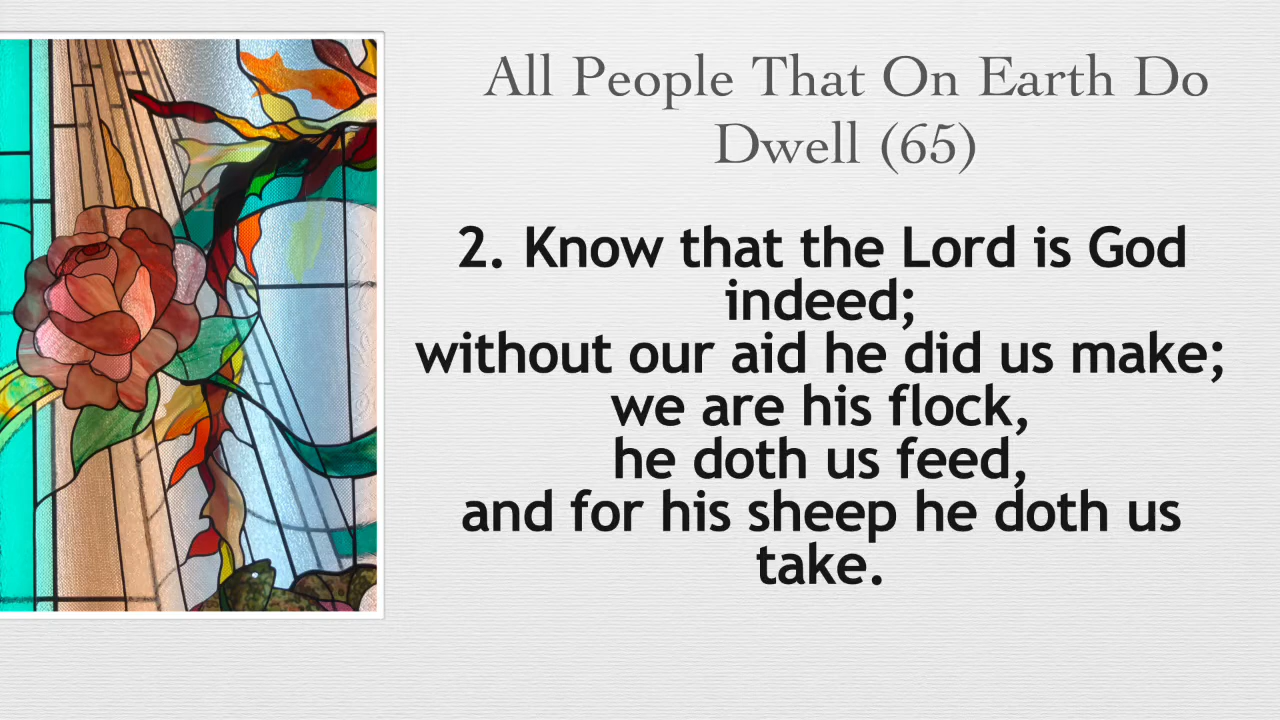 All People That On Earth Do
Dwell (65)
2. Know that the Lord is God
indeed;
without our aid he did us make;
we are his flock,
he doth us feed,
and for his sheep he doth us
take.